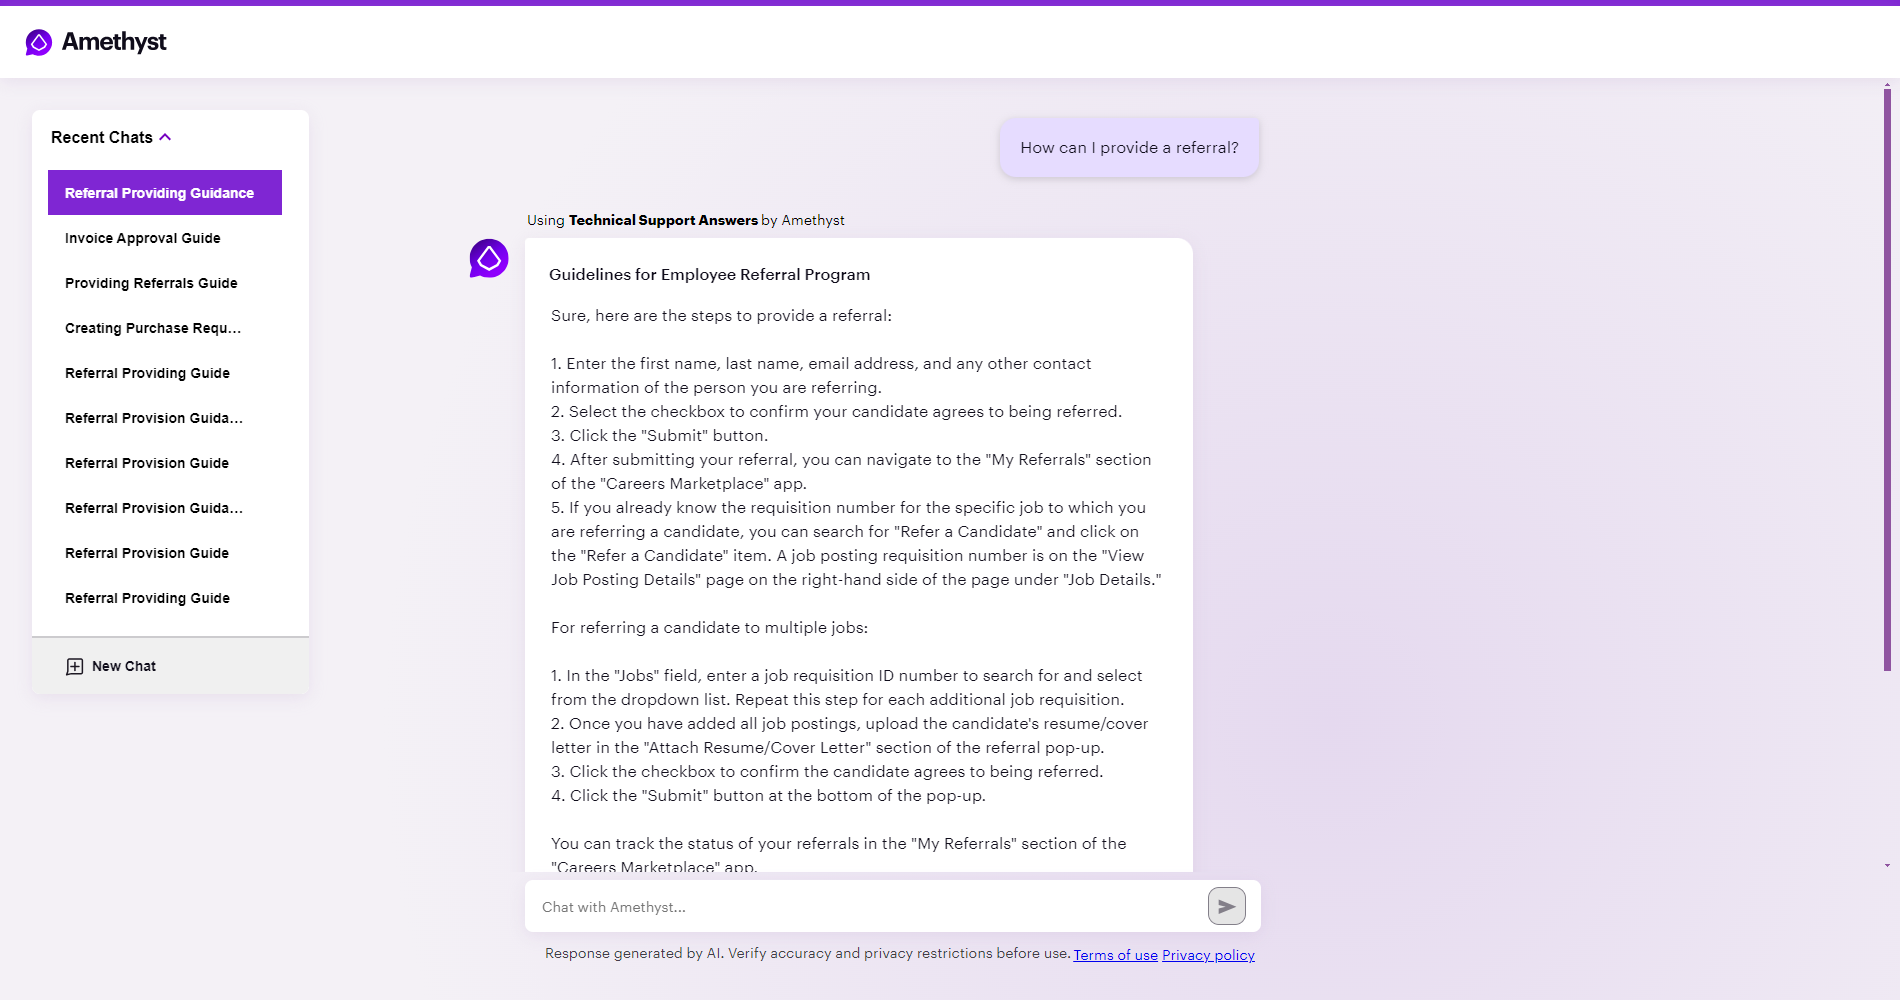 Amethyst
Recent Chats
Referral Providing Guidance
Invoice Approval Guide
Providing Referrals Guide
Creating Purchase Requ...
Referral Providing Guide
Referral Provision Guida...
Referral Provision Guide
Referral Provision Guida...
Referral Provision Guide
Referral Providing Guide
New Chat
How can I provide a referral?
Using Technical Support Answers by Amethyst
Guidelines for Employee Referral Program
Sure, here are the steps to provide a referral:
1. Enter the first name, last name, email address, and any other contact
information of the person you are referring.
2. Select the checkbox to confirm your candidate agrees to being referred.
3. Click the "Submit" button.
4. After submitting your referral, you can navigate to the "My Referrals" section
of the "Careers Marketplace" app.
5. If you already know the requisition number for the specific job to which you
are referring a candidate, you can search for "Refer a Candidate" and click on
the "Refer a Candidate" item. A job posting requisition number is on the "View
Job Posting Details" page on the right-hand side of the page under "Job Details."
For referring a candidate to multiple jobs:
1. In the "Jobs" field, enter a job requisition ID number to search for and select
from the dropdown list. Repeat this step for each additional job requisition.
2. Once you have added all job postings, upload the candidate's resume/cover
letter in the "Attach Resume/Cover Letter" section of the referral pop-up.
3. Click the checkbox to confirm the candidate agrees to being referred.
4. Click the "Submit" button at the bottom of the pop-up.
You can track the status of your referrals in the "My Referrals" section of the
"Careers Marketplace" app.
Chat with Amethyst...
Response generated by AI. Verify accuracy and privacy restrictions before use. Terms of use Privacy policy